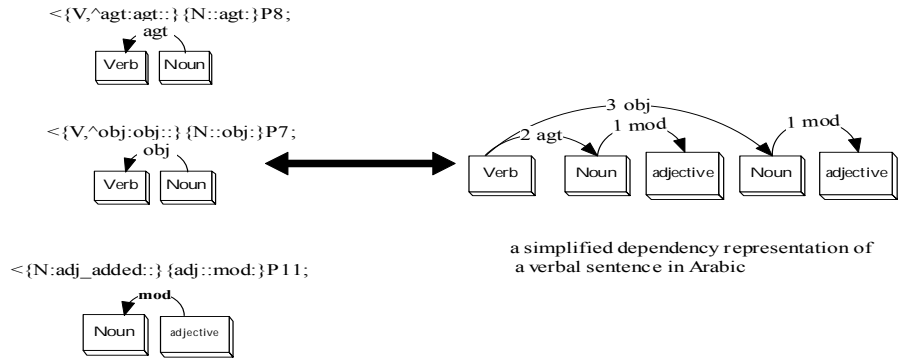 <{V,^agt:agt::}{N::agt:}P8;
agt
Verb Noun
<{V,^obj:obj::}{N::obj:}P7;
obj
Verb Noun
<{N:adj_added::}{adj::mod:}P11;
mod
Noun adjective
3 obj
2 agt 1 mod 1 mod
Verb Noun adjective Noun adjective
a simplified dependency representation of
a verbal sentence in Arabic